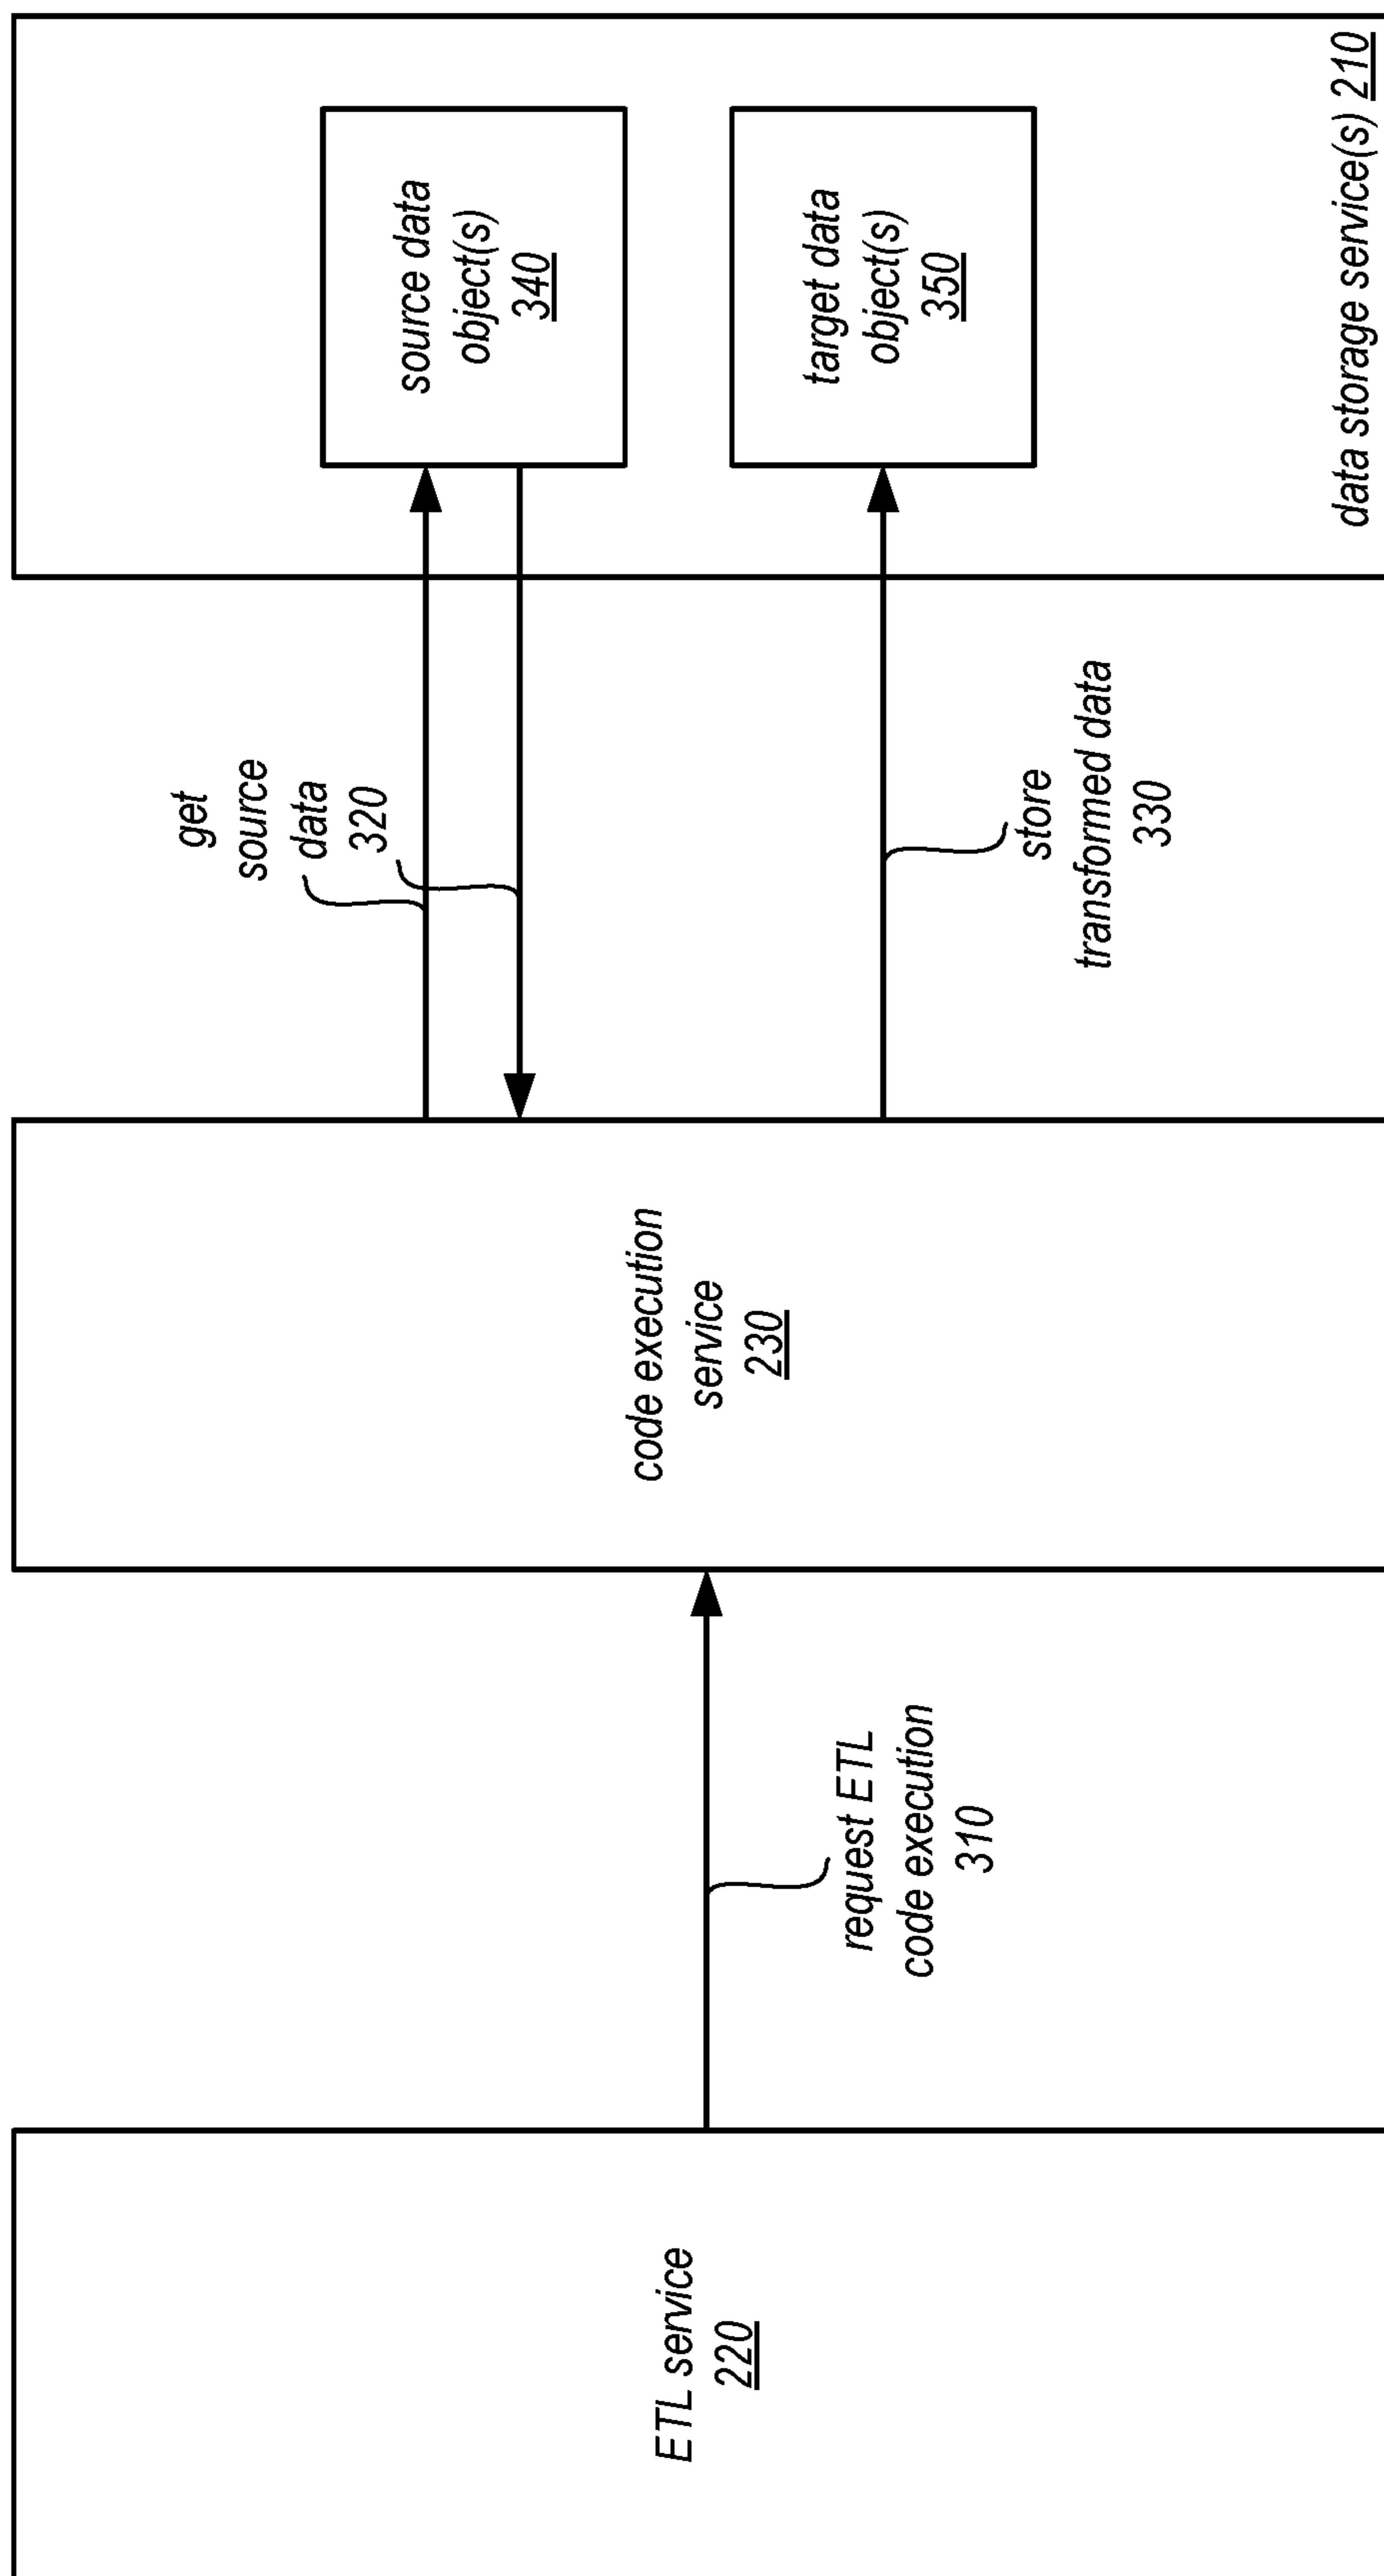 ETL service
220
request ETL
code execution
310
code execution
service
230
get
source
data
320
store
transformed data
330
source data
object(s)
340
target data
object(s)
350
data storage service(s) 210